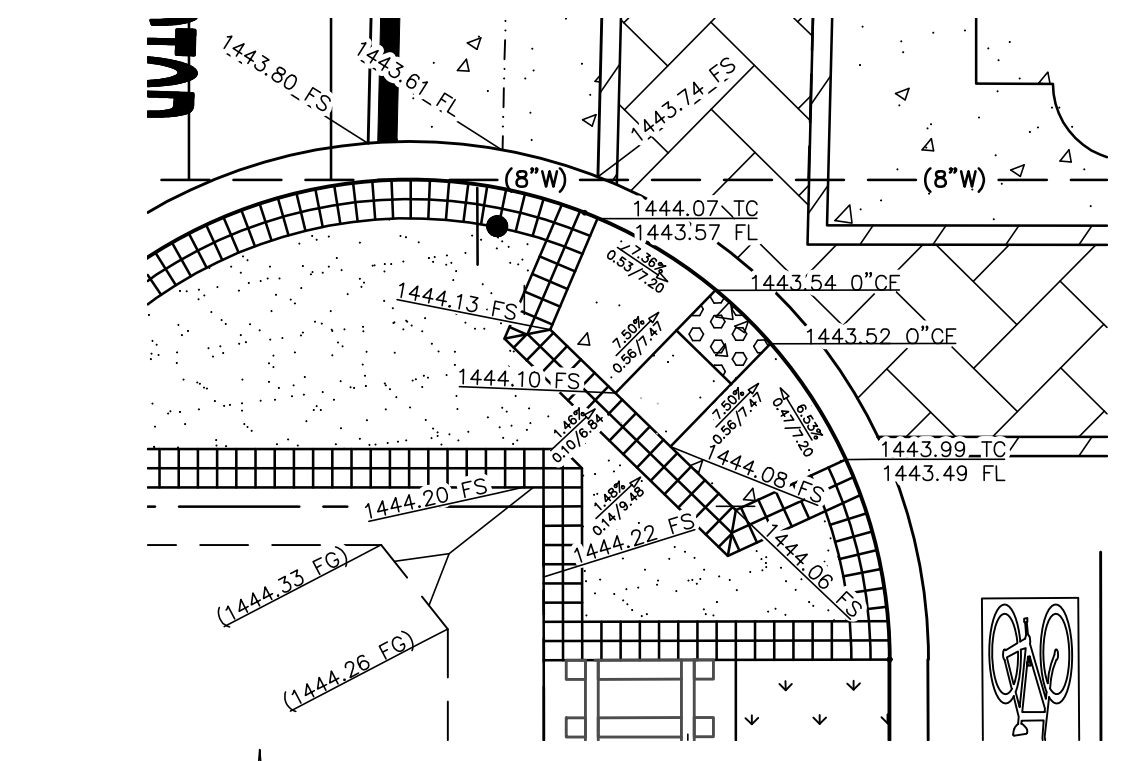 1443.80 FS
1443.61 FL
1443.74 FS
(8"W)
(8"W)
1444.07 TC
1443.57 FL
7.36%
0.53/7.20
1443.54 0"CF
1444.13 FS
7.50%
0.56/7.47
1443.52 0"CF
1444.10 FS
7.50%
0.56/7.47
6.53%
0.47/7.20
1.46%
0.10/6.84
1443.99 TC
1443.49 FL
1444.08 FS
1444.20 FS
1.48%
0.14/9.48
1444.22 FS
1444.06 FS
(1444.33 FG)
(1444.26 FG)